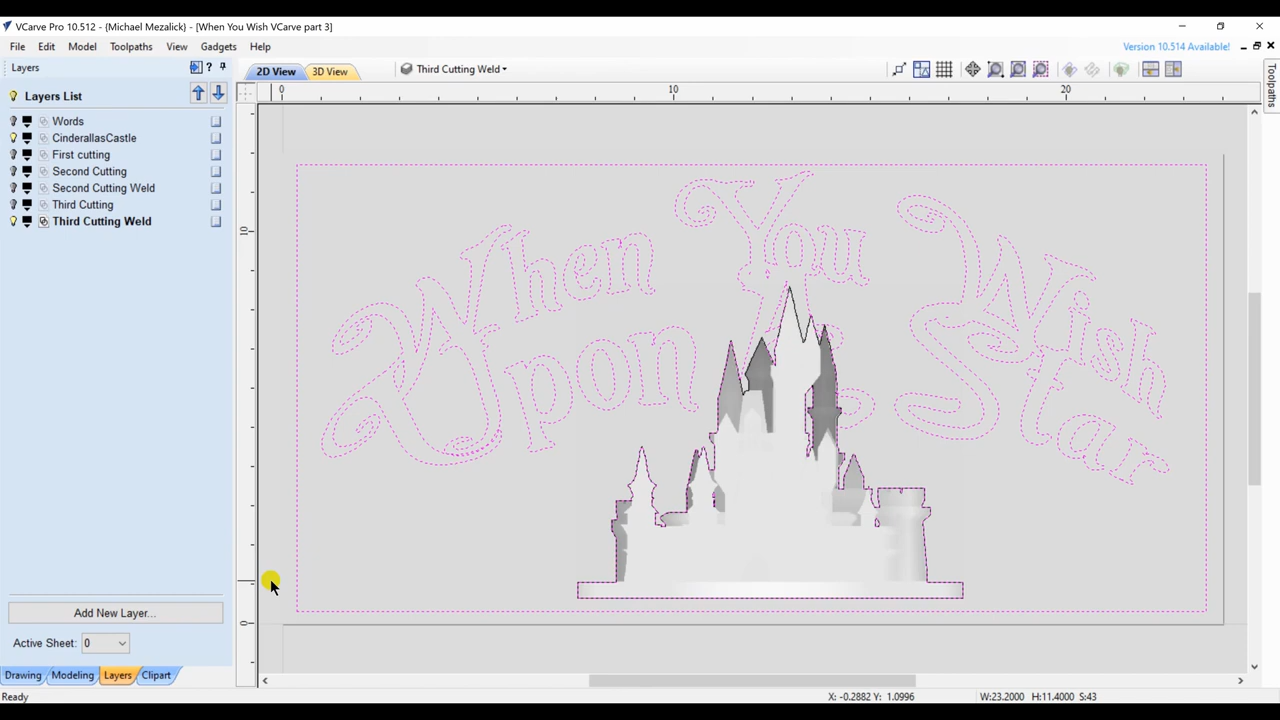 VCarve Pro 10.512 - {Michael Mezalick} - [When You Wish VCarve part 3]
File Edit Model Toolpaths View Gadgets Help
Version 10.514 Available!
Layers
2D View 3D View Third Cutting Weld
Toolpaths
Layers List
0 10 20
Words
CinderallasCastle
First cutting
Second Cutting
Second Cutting Weld
Third Cutting
Third Cutting Weld
10
0
When You Wish
Upon Star
Add New Layer...
Active Sheet: 0
Drawing Modeling Layers Clipart
Ready
X: -0.2882 Y: 1.0996
W:23.2000 H:11.4000 S:43